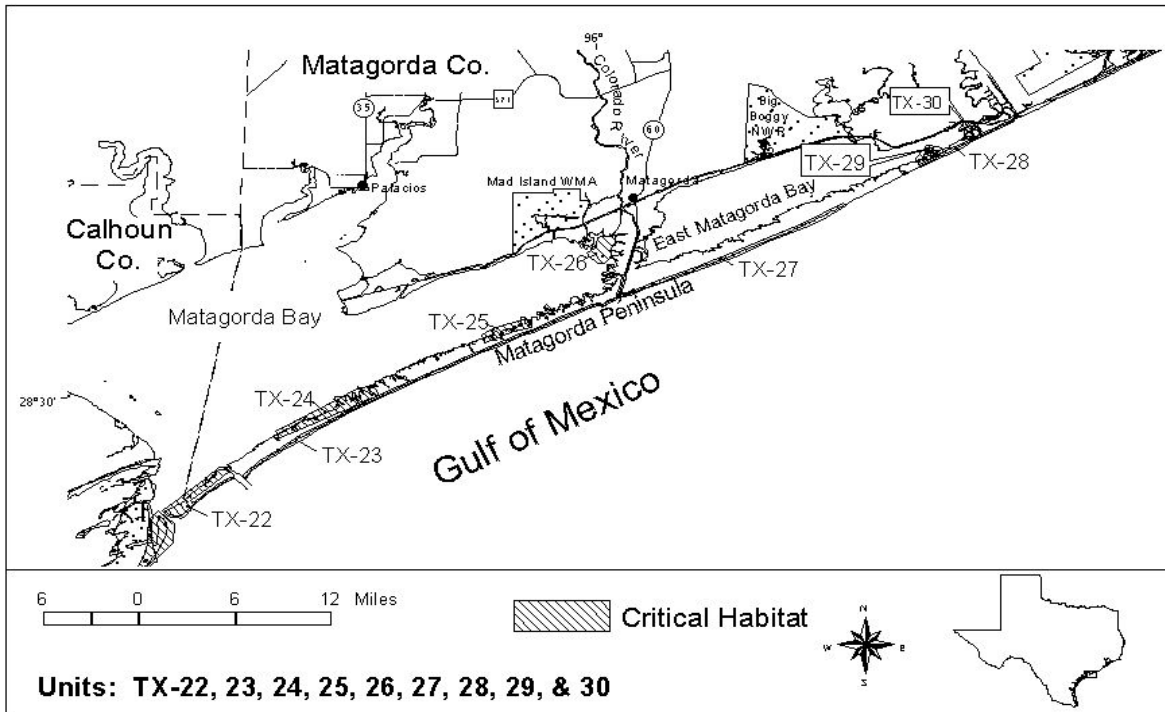 96°
Matagorda Co.
Colorado River
35
571
60
Big
Boggy
NWR
TX-30
TX-29
TX-28
Palacios
Mad Island WMA
Matagorda
East Matagorda Bay
Calhoun
Co.
TX-26
TX-27
Matagorda Bay
TX-25
Matagorda Peninsula
28°30'
TX-24
Gulf of Mexico
TX-23
TX-22
6 0 6 12 Miles
Critical Habitat
N
W E
S
Units: TX-22, 23, 24, 25, 26, 27, 28, 29, & 30